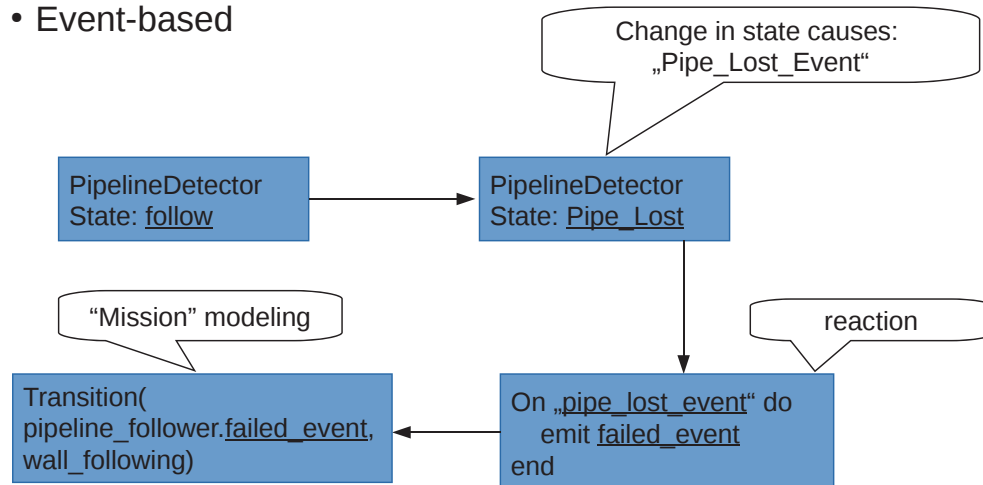 • Event-based
Change in state causes:
„Pipe_Lost_Event“
PipelineDetector
State: follow
PipelineDetector
State: Pipe_Lost
“Mission” modeling
reaction
Transition(
pipeline_follower.failed_event,
wall_following)
On „pipe_lost_event“ do
emit failed_event
end